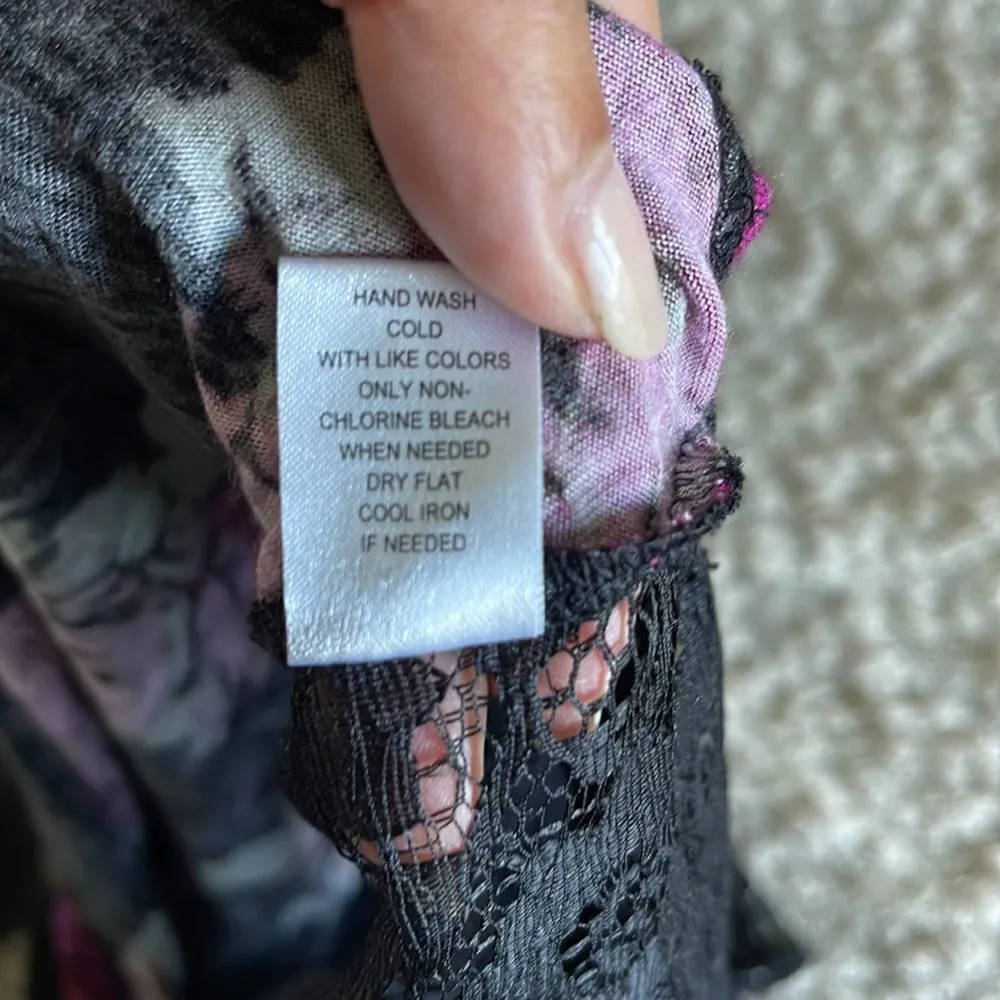 HAND WASH
COLD
WITH LIKE COLORS
ONLY NON-
CHLORINE BLEACH
WHEN NEEDED
DRY FLAT
COOL IRON
IF NEEDED